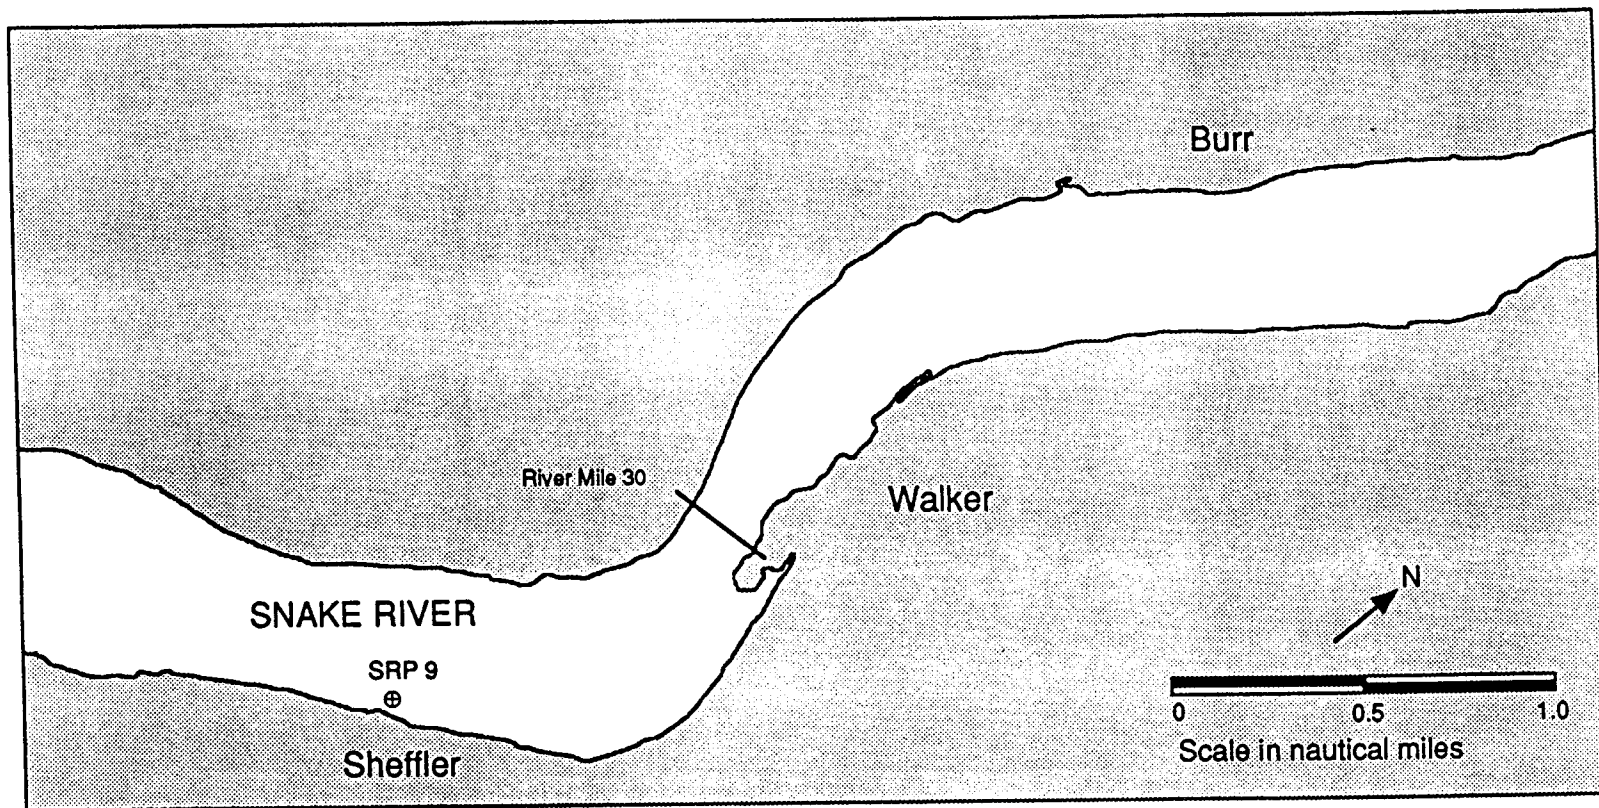 Burr
River Mile 30
Walker
N
SNAKE RIVER
SRP 9
0 0.5 1.0
Scale in nautical miles
Sheffler